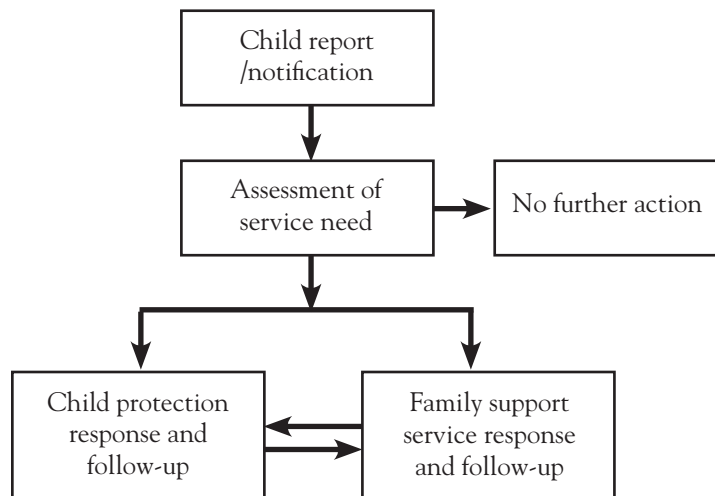 Child report
/notification
Assessment of
service need
No further action
Child protection
response and
follow-up
Family support
service response
and follow-up